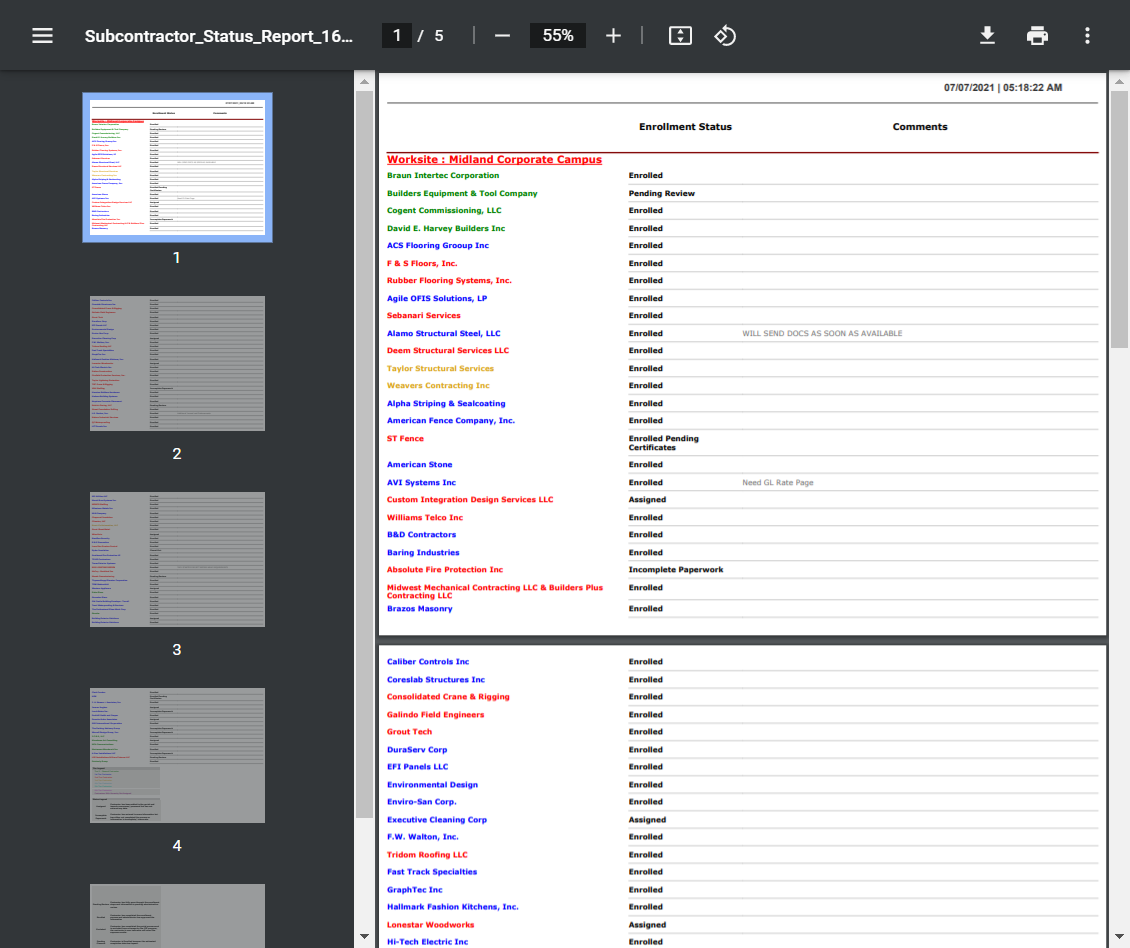 Subcontractor_Status_Report_16... 1 / 5 55%
07/07/2021 | 05:18:22 AM
Enrollment Status Comments
Worksite : Midland Corporate Campus
Braun Intertec Corporation Enrolled
Builders Equipment & Tool Company Pending Review
Cogent Commissioning, LLC Enrolled
David E. Harvey Builders Inc Enrolled
ACS Flooring Grooup Inc Enrolled
F & S Floors, Inc. Enrolled
Rubber Flooring Systems, Inc. Enrolled
Agile OFIS Solutions, LP Enrolled
Sebanari Services Enrolled
Alamo Structural Steel, LLC Enrolled WILL SEND DOCS AS SOON AS AVAILABLE
Deem Structural Services LLC Enrolled
Taylor Structural Services Enrolled
Weavers Contracting Inc Enrolled
Alpha Striping & Sealcoating Enrolled
American Fence Company, Inc. Enrolled
ST Fence Enrolled Pending
Certificates
American Stone Enrolled
AVI Systems Inc Enrolled Need GL Rate Page
Custom Integration Design Services LLC Assigned
Williams Telco Inc Enrolled
B&D Contractors Enrolled
Baring Industries Enrolled
Absolute Fire Protection Inc Incomplete Paperwork
Midwest Mechanical Contracting LLC & Builders Plus Enrolled
Contracting LLC
Brazos Masonry Enrolled
Caliber Controls Inc Enrolled
Coreslab Structures Inc Enrolled
Consolidated Crane & Rigging Enrolled
Galindo Field Engineers Enrolled
Grout Tech Enrolled
DuraServ Corp Enrolled
EFI Panels LLC Enrolled
Environmental Design Enrolled
Enviro-San Corp. Enrolled
Executive Cleaning Corp Assigned
F.W. Walton, Inc. Enrolled
Tridom Roofing LLC Enrolled
Fast Track Specialties Enrolled
GraphTec Inc Enrolled
Hallmark Fashion Kitchens, Inc. Enrolled
Lonestar Woodworks Assigned
Hi-Tech Electric Inc Enrolled
1
2
3
4